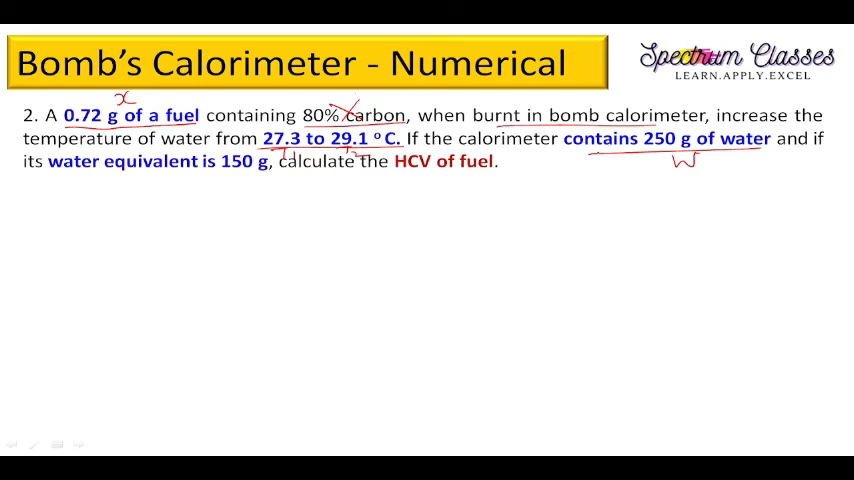 Bomb's Calorimeter - Numerical
Spectrum Classes
LEARN.APPLY.EXCEL
x
2. A 0.72 g of a fuel containing 80% carbon, when burnt in bomb calorimeter, increase the
temperature of water from 27.3 to 29.1 °C. If the calorimeter contains 250 g of water and if
its water equivalent is 150 g, calculate the HCV of fuel.
T1 T2 W